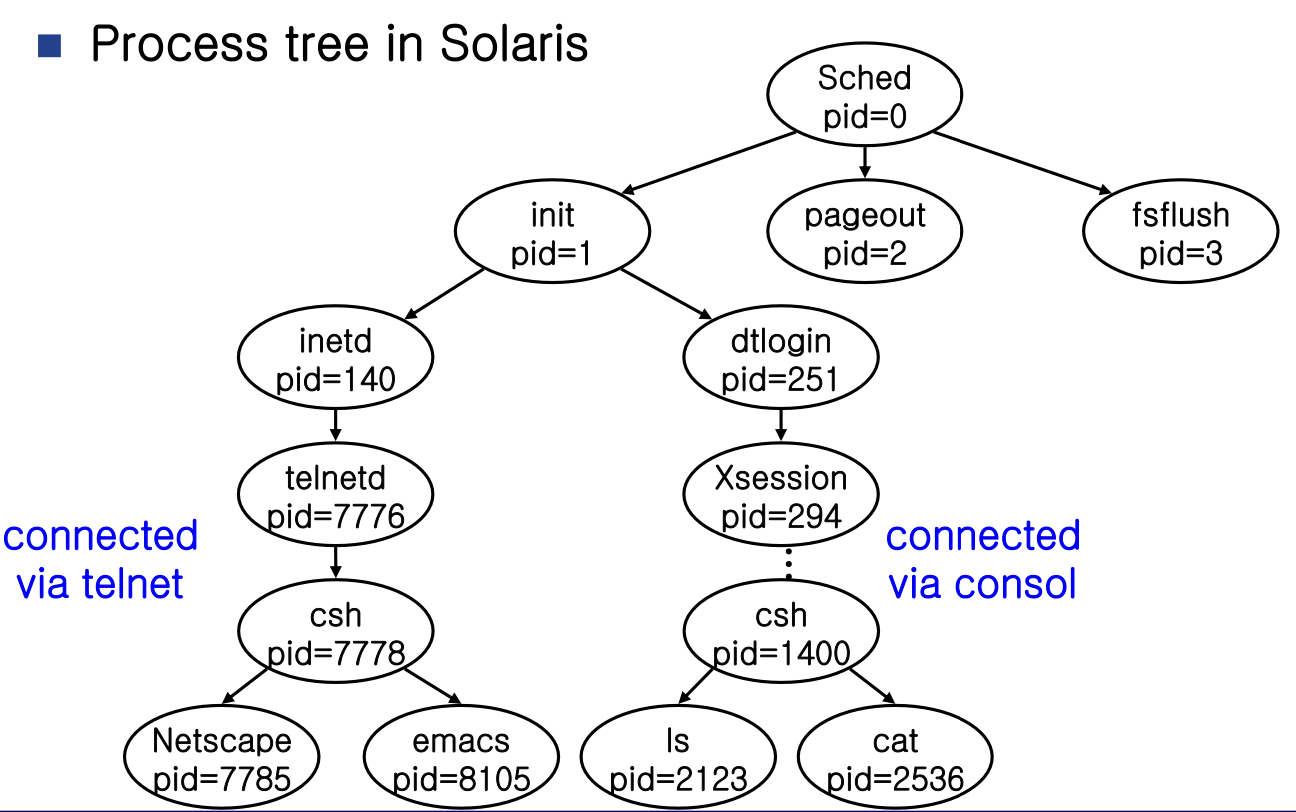 Process tree in Solaris
Sched
pid=0
init
pid=1
pageout
pid=2
fsflush
pid=3
inetd
pid=140
dtlogin
pid=251
telnetd
pid=7776
Xsession
pid=294
connected
via telnet
connected
via consol
csh
pid=7778
csh
pid=1400
Netscape
pid=7785
emacs
pid=8105
ls
pid=2123
cat
pid=2536